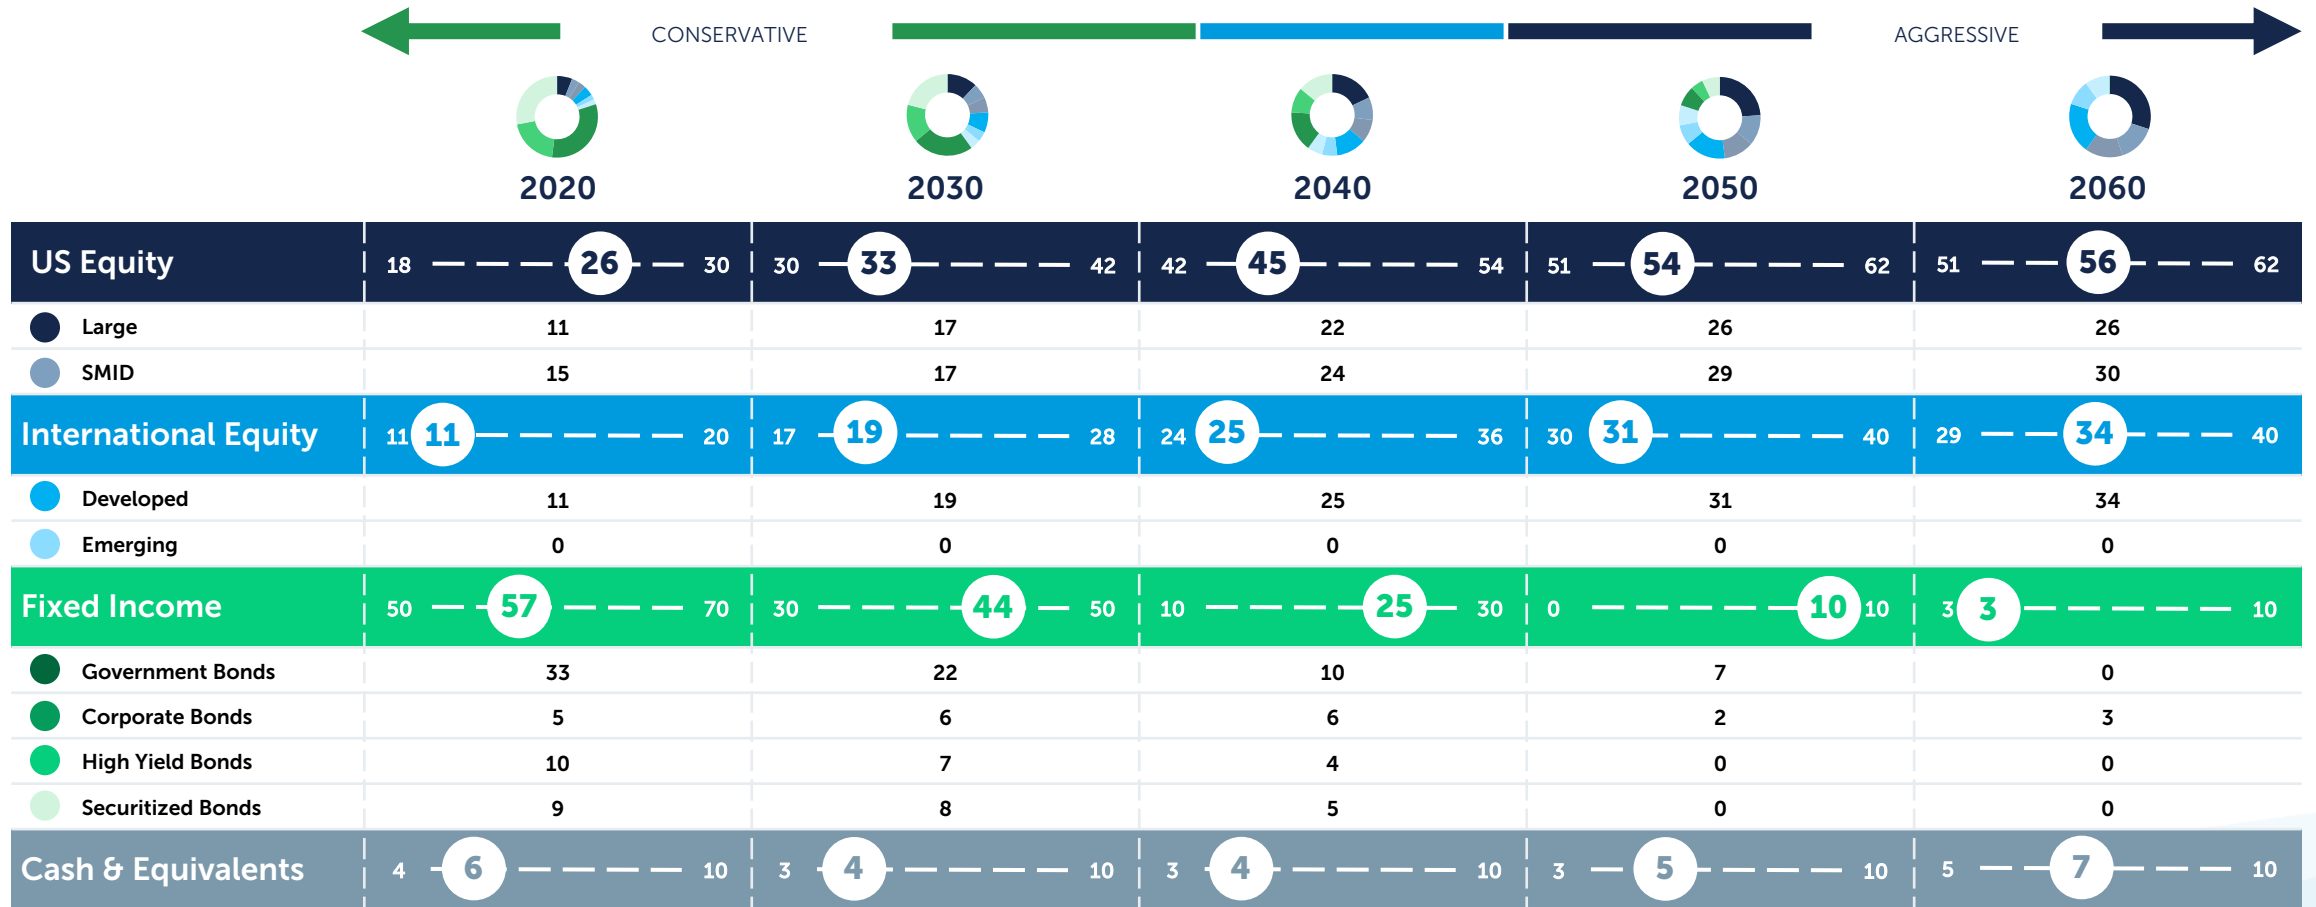 CONSERVATIVE AGGRESSIVE
2020 2030 2040 2050 2060
US Equity 18 26 30 30 33 42 42 45 54 51 54 62 51 56 62
Large 11 17 22 26 26
SMID 15 17 24 29 30
International Equity 11 11 20 17 19 28 24 25 36 30 31 40 29 34 40
Developed 11 19 25 31 34
Emerging 0 0 0 0 0
Fixed Income 50 57 70 30 44 50 10 25 30 0 10 10 3 3 10
Government Bonds 33 22 10 7 0
Corporate Bonds 5 6 6 2 3
High Yield Bonds 10 7 4 0 0
Securitized Bonds 9 8 5 0 0
Cash & Equivalents 4 6 10 3 4 10 3 4 10 3 5 10 5 7 10